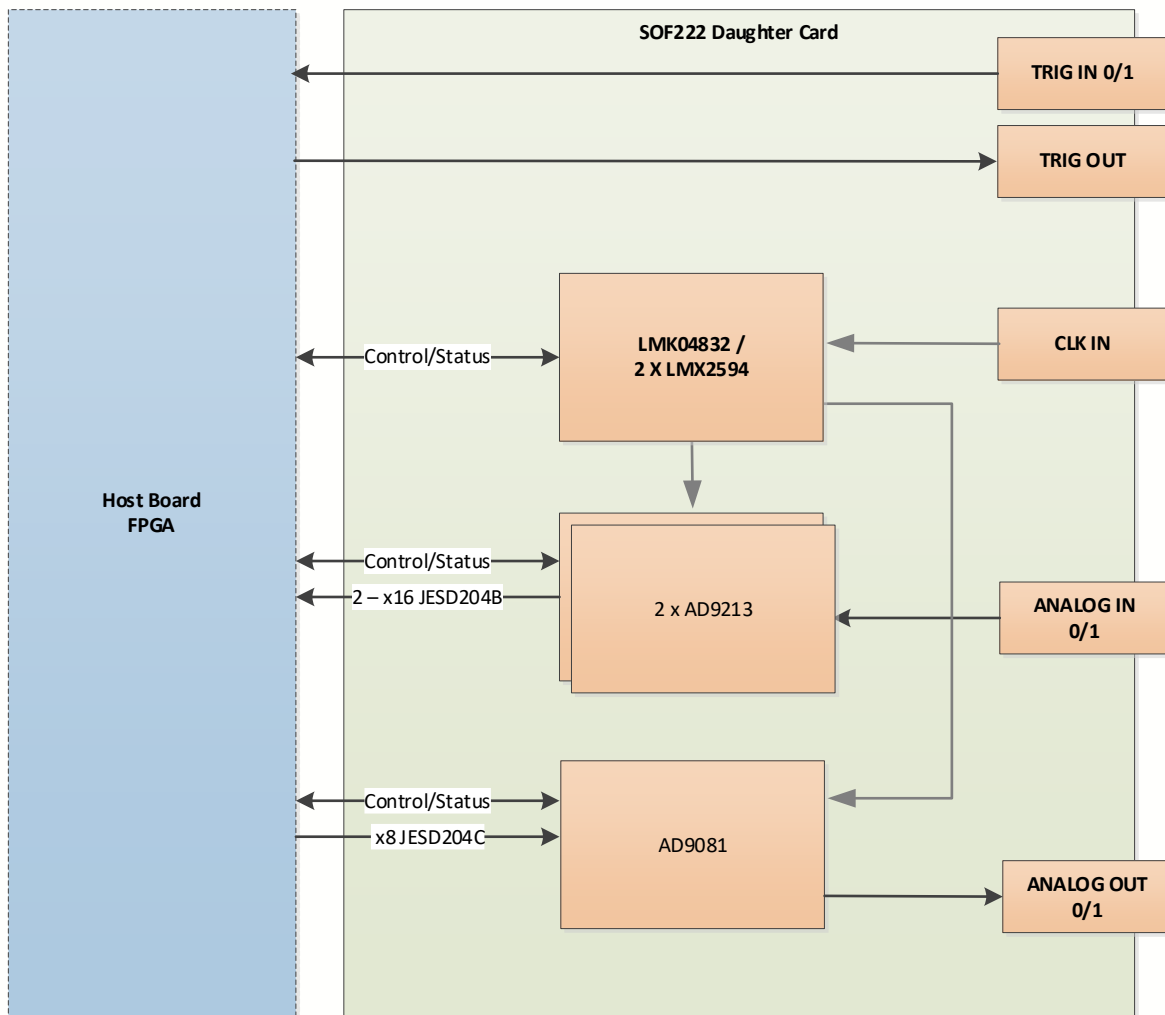 SOF222 Daughter Card
TRIG IN 0/1
TRIG OUT
Control/Status
LMK04832 /
2 X LMX2594
CLK IN
Host Board
FPGA
Control/Status
2 – x16 JESD204B
2 x AD9213
ANALOG IN
0/1
Control/Status
x8 JESD204C
AD9081
ANALOG OUT
0/1